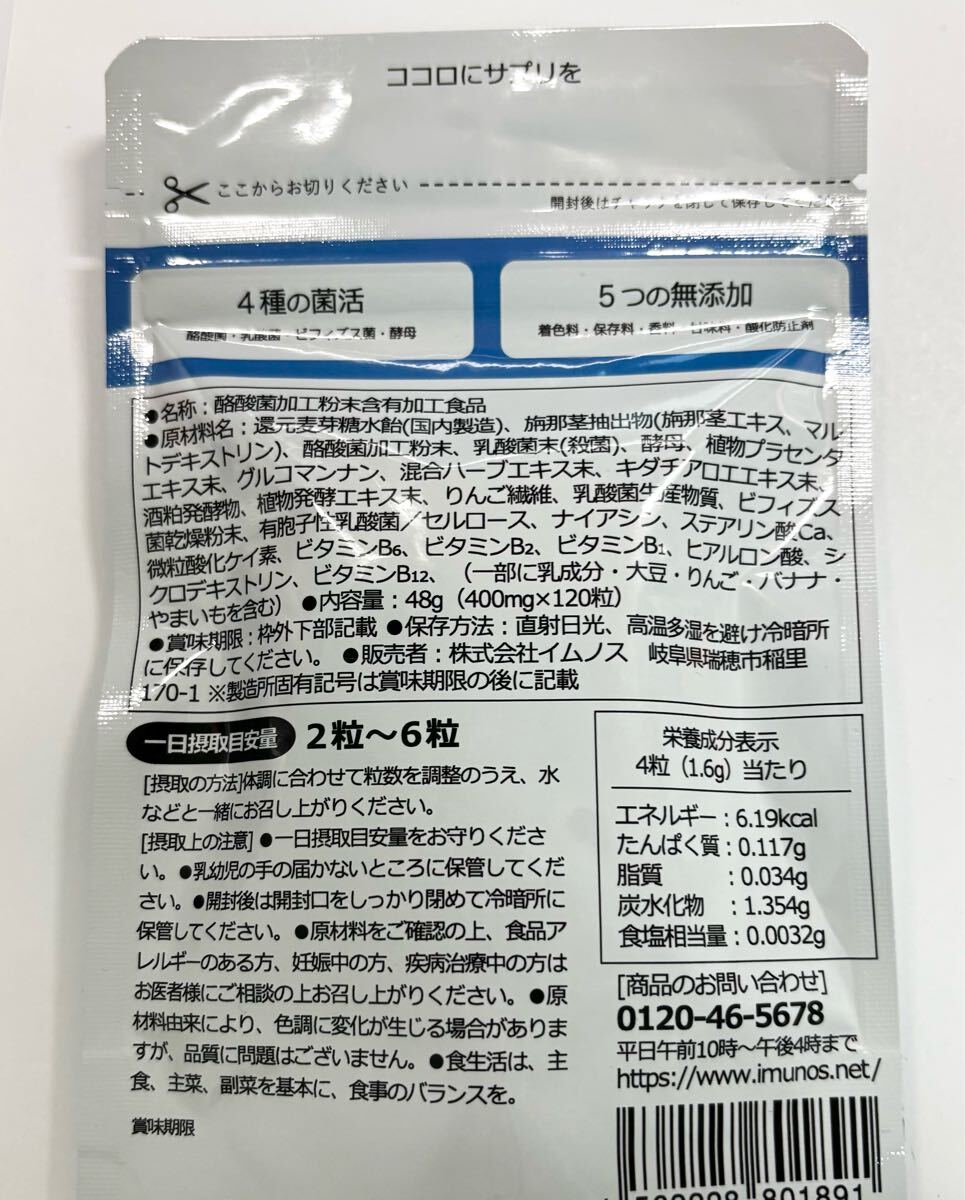 ココロにサプリを
ここからお切りください
開封後はチャックを閉じて保存してください
4種の菌活
酪酸菌・乳酸菌・ビフィズス菌・酵母
5つの無添加
着色料・保存料・香料・甘味料・酸化防止剤
●名称：酪酸菌加工粉末含有加工食品
●原材料名：還元麦芽糖水飴(国内製造)、旃那茎抽出物(旃那茎エキス、マル
トデキストリン)、酪酸菌加工粉末、乳酸菌末(殺菌)、酵母、植物プラセンタ
エキス末、グルコマンナン、混合ハーブエキス末、キダチアロエエキス末、
酒粕発酵物、植物発酵エキス末、りんご繊維、乳酸菌生産物質、ビフィズス
菌乾燥粉末、有胞子性乳酸菌／セルロース、ナイアシン、ステアリン酸Ca、
微粒酸化ケイ素、ビタミンB6、ビタミンB2、ビタミンB1、ヒアルロン酸、シ
クロデキストリン、ビタミンB12、（一部に乳成分・大豆・りんご・バナナ・
やまいもを含む）●内容量：48g（400mg×120粒）
●賞味期限：枠外下部記載 ●保存方法：直射日光、高温多湿を避け冷暗所
に保存してください。 ●販売者：株式会社イムノス 岐阜県瑞穂市稲里
170-1 ※製造所固有記号は賞味期限の後に記載
一日摂取目安量 2粒〜6粒
[摂取の方法]体調に合わせて粒数を調整のうえ、水
などと一緒にお召し上がりください。
[摂取上の注意] ●一日摂取目安量をお守りくださ
い。●乳幼児の手の届かないところに保管してくだ
さい。●開封後は開封口をしっかり閉めて冷暗所に
保管してください。●原材料をご確認の上、食品ア
レルギーのある方、妊娠中の方、疾病治療中の方は
お医者様にご相談の上お召し上がりください。●原
材料由来により、色調に変化が生じる場合がありま
すが、品質に問題はございません。●食生活は、主
食、主菜、副菜を基本に、食事のバランスを。
賞味期限
栄養成分表示
4粒（1.6g）当たり
エネルギー：6.19kcal
たんぱく質：0.117g
脂質 ：0.034g
炭水化物 ：1.354g
食塩相当量：0.0032g
[商品のお問い合わせ]
0120-46-5678
平日午前10時〜午後4時まで
https://www.imunos.net/